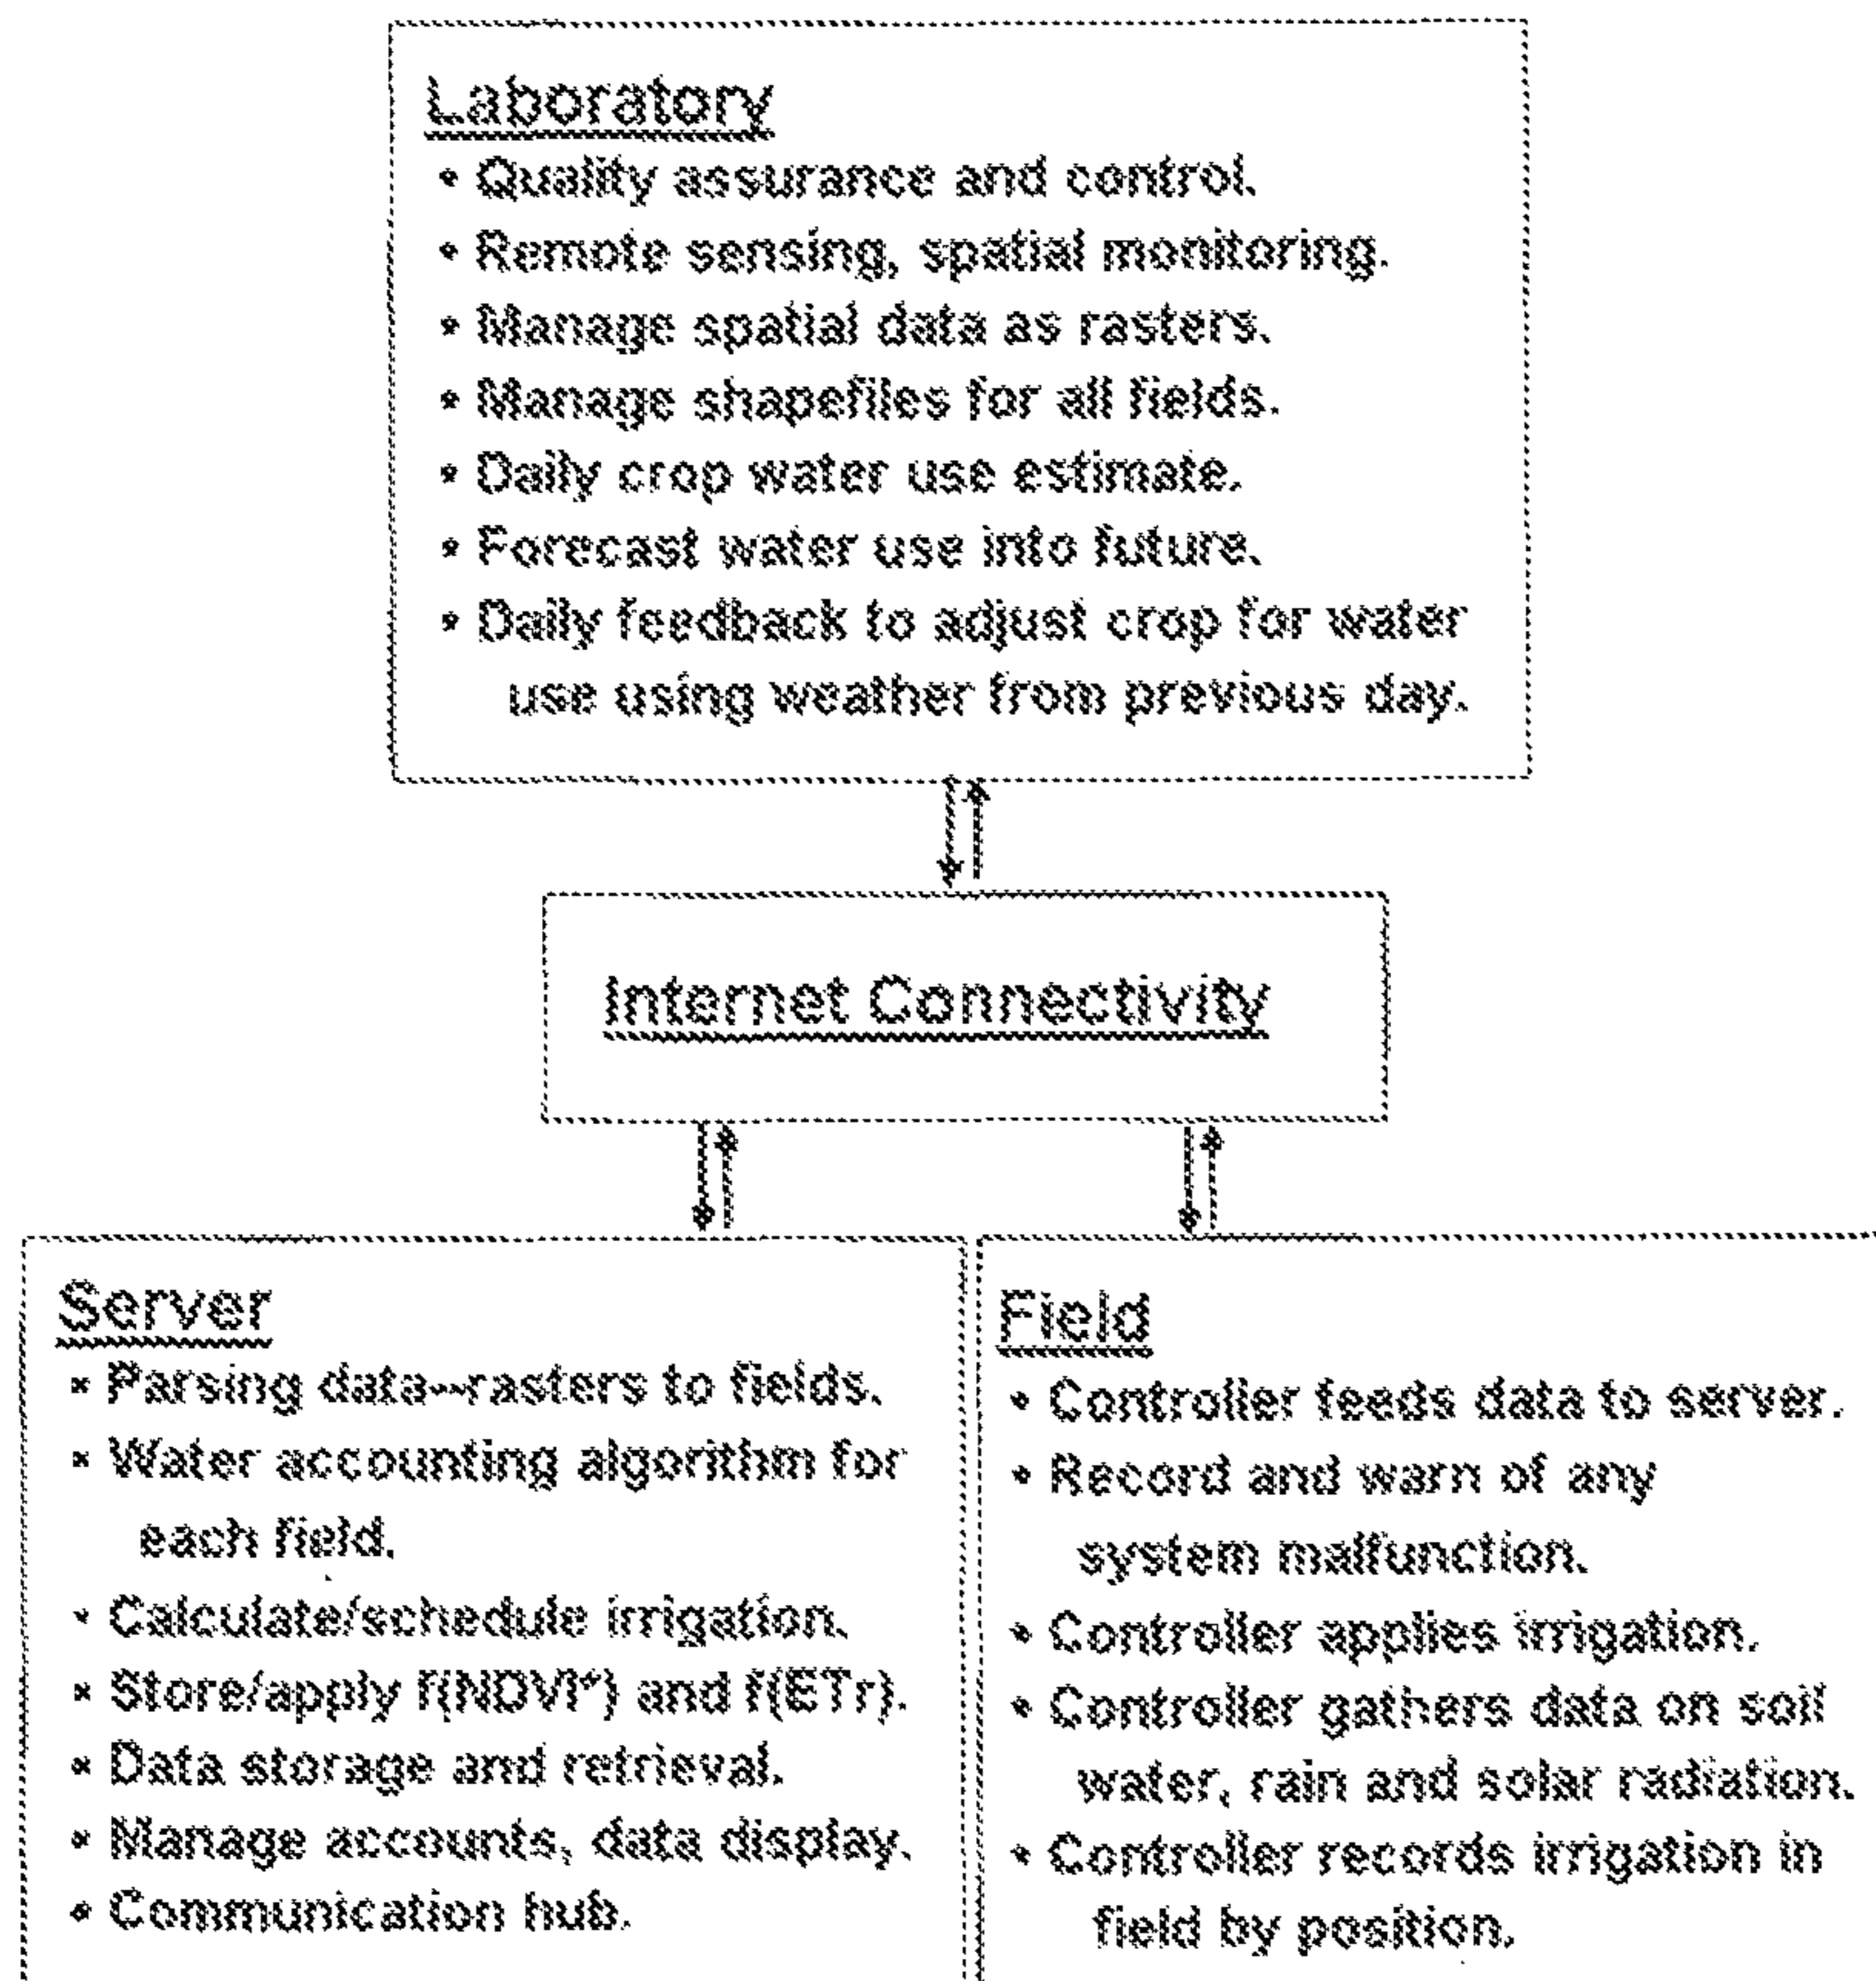 Laboratory
• Quality assurance and control.
• Remote sensing, spatial monitoring.
• Manage spatial data as rasters.
• Manage shapefiles for all fields.
• Daily crop water use estimate.
• Forecast water use into future.
• Daily feedback to adjust crop for water
use using weather from previous day.
Internet Connectivity
Server
• Parsing data--rasters to fields.
• Water accounting algorithm for
each field.
• Calculate/schedule irrigation.
• Store/apply f(NDVI*) and f(ETr).
• Data storage and retrieval.
• Manage accounts, data display.
• Communication hub.
Field
• Controller feeds data to server.
• Record and warn of any
system malfunction.
• Controller applies irrigation.
• Controller gathers data on soil
water, rain and solar radiation.
• Controller records irrigation in
field by position.